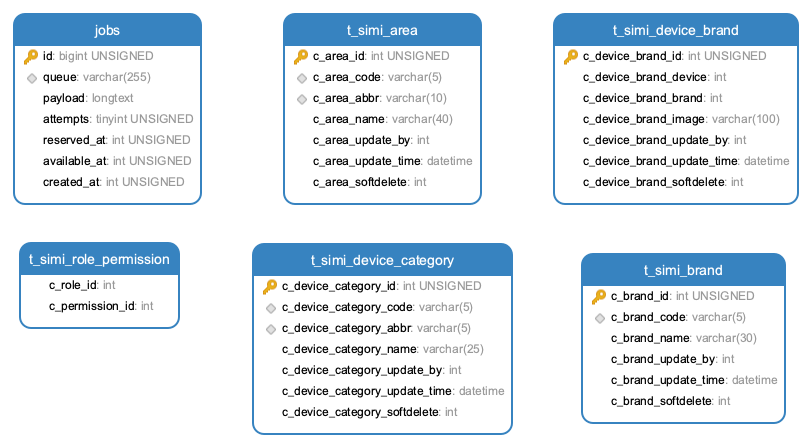 jobs
id: bigint UNSIGNED
queue: varchar(255)
payload: longtext
attempts: tinyint UNSIGNED
reserved_at: int UNSIGNED
available_at: int UNSIGNED
created_at: int UNSIGNED
t_simi_area
c_area_id: int UNSIGNED
c_area_code: varchar(5)
c_area_abbr: varchar(10)
c_area_name: varchar(40)
c_area_update_by: int
c_area_update_time: datetime
c_area_softdelete: int
t_simi_device_brand
c_device_brand_id: int UNSIGNED
c_device_brand_device: int
c_device_brand_brand: int
c_device_brand_image: varchar(100)
c_device_brand_update_by: int
c_device_brand_update_time: datetime
c_device_brand_softdelete: int
t_simi_role_permission
c_role_id: int
c_permission_id: int
t_simi_device_category
c_device_category_id: int UNSIGNED
c_device_category_code: varchar(5)
c_device_category_abbr: varchar(5)
c_device_category_name: varchar(25)
c_device_category_update_by: int
c_device_category_update_time: datetime
c_device_category_softdelete: int
t_simi_brand
c_brand_id: int UNSIGNED
c_brand_code: varchar(5)
c_brand_name: varchar(30)
c_brand_update_by: int
c_brand_update_time: datetime
c_brand_softdelete: int